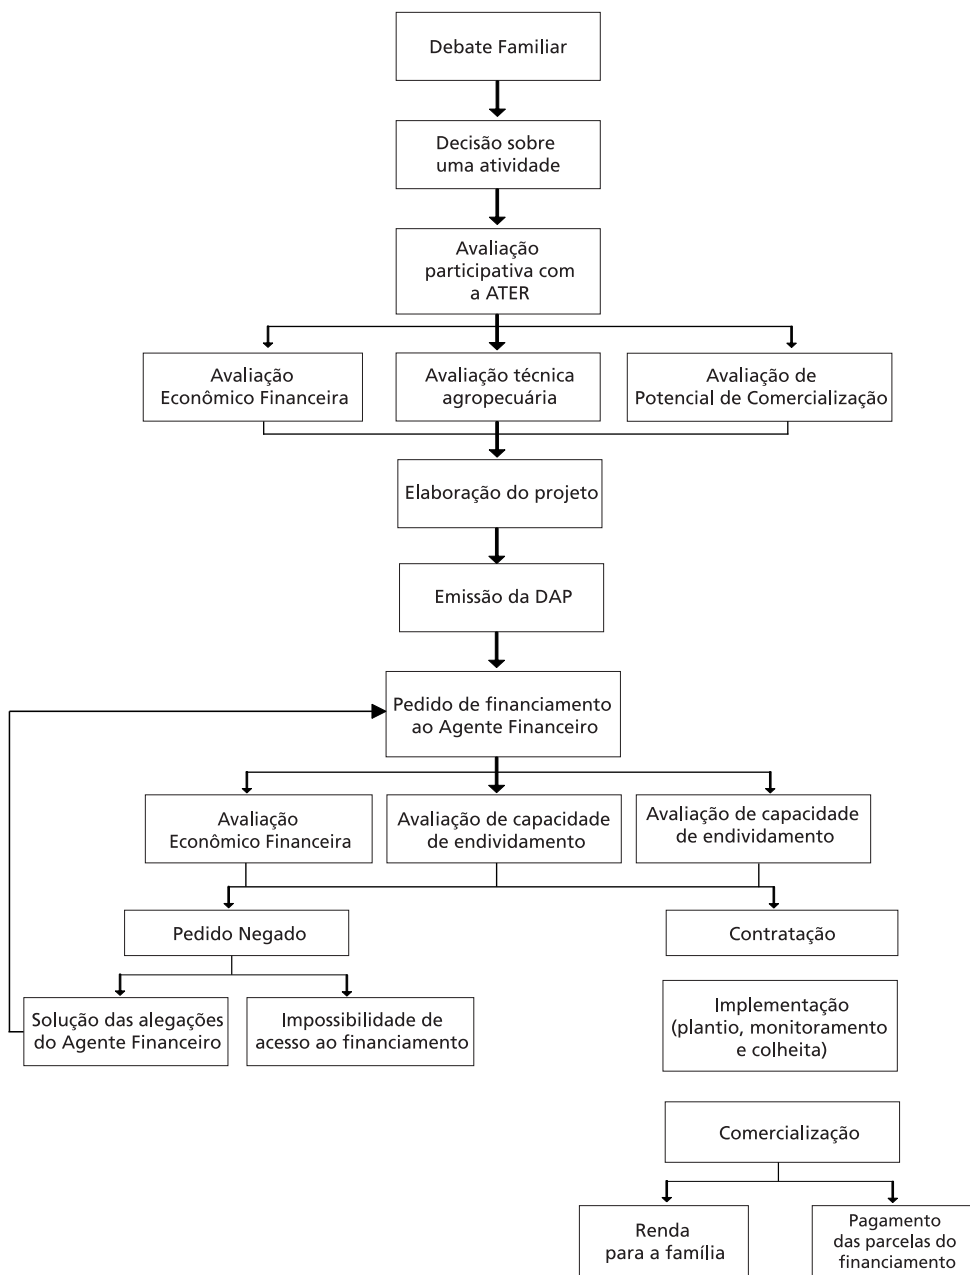 Debate Familiar
Decisão sobre
uma atividade
Avaliação
participativa com
a ATER
Avaliação
Econômico Financeira
Avaliação técnica
agropecuária
Avaliação de
Potencial de Comercialização
Elaboração do projeto
Emissão da DAP
Pedido de financiamento
ao Agente Financeiro
Avaliação
Econômico Financeira
Avaliação de capacidade
de endividamento
Avaliação de capacidade
de endividamento
Pedido Negado
Contratação
Solução das alegações
do Agente Financeiro
Impossibilidade de
acesso ao financiamento
Implementação
(plantio, monitoramento
e colheita)
Comercialização
Renda
para a família
Pagamento
das parcelas do
financiamento